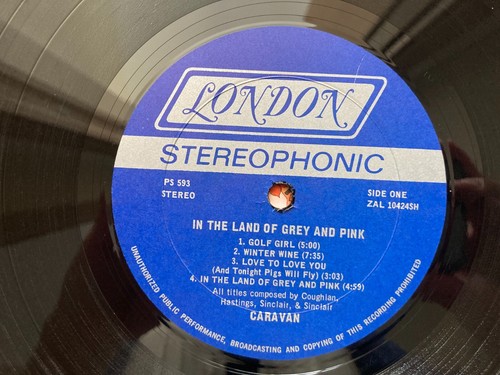 LONDON
STEREOPHONIC
PS 593
STEREO
SIDE ONE
ZAL 10424SH
IN THE LAND OF GREY AND PINK
1. GOLF GIRL (5:00)
2. WINTER WINE (7:35)
3. LOVE TO LOVE YOU
(And Tonight Pigs Will Fly) (3:03)
4. IN THE LAND OF GREY AND PINK (4:59)
All titles composed by Coughlan,
Hastings, Sinclair, & Sinclair
CARAVAN
UNAUTHORIZED PUBLIC PERFORMANCE, BROADCASTING AND COPYING OF THIS RECORDING PROHIBITED